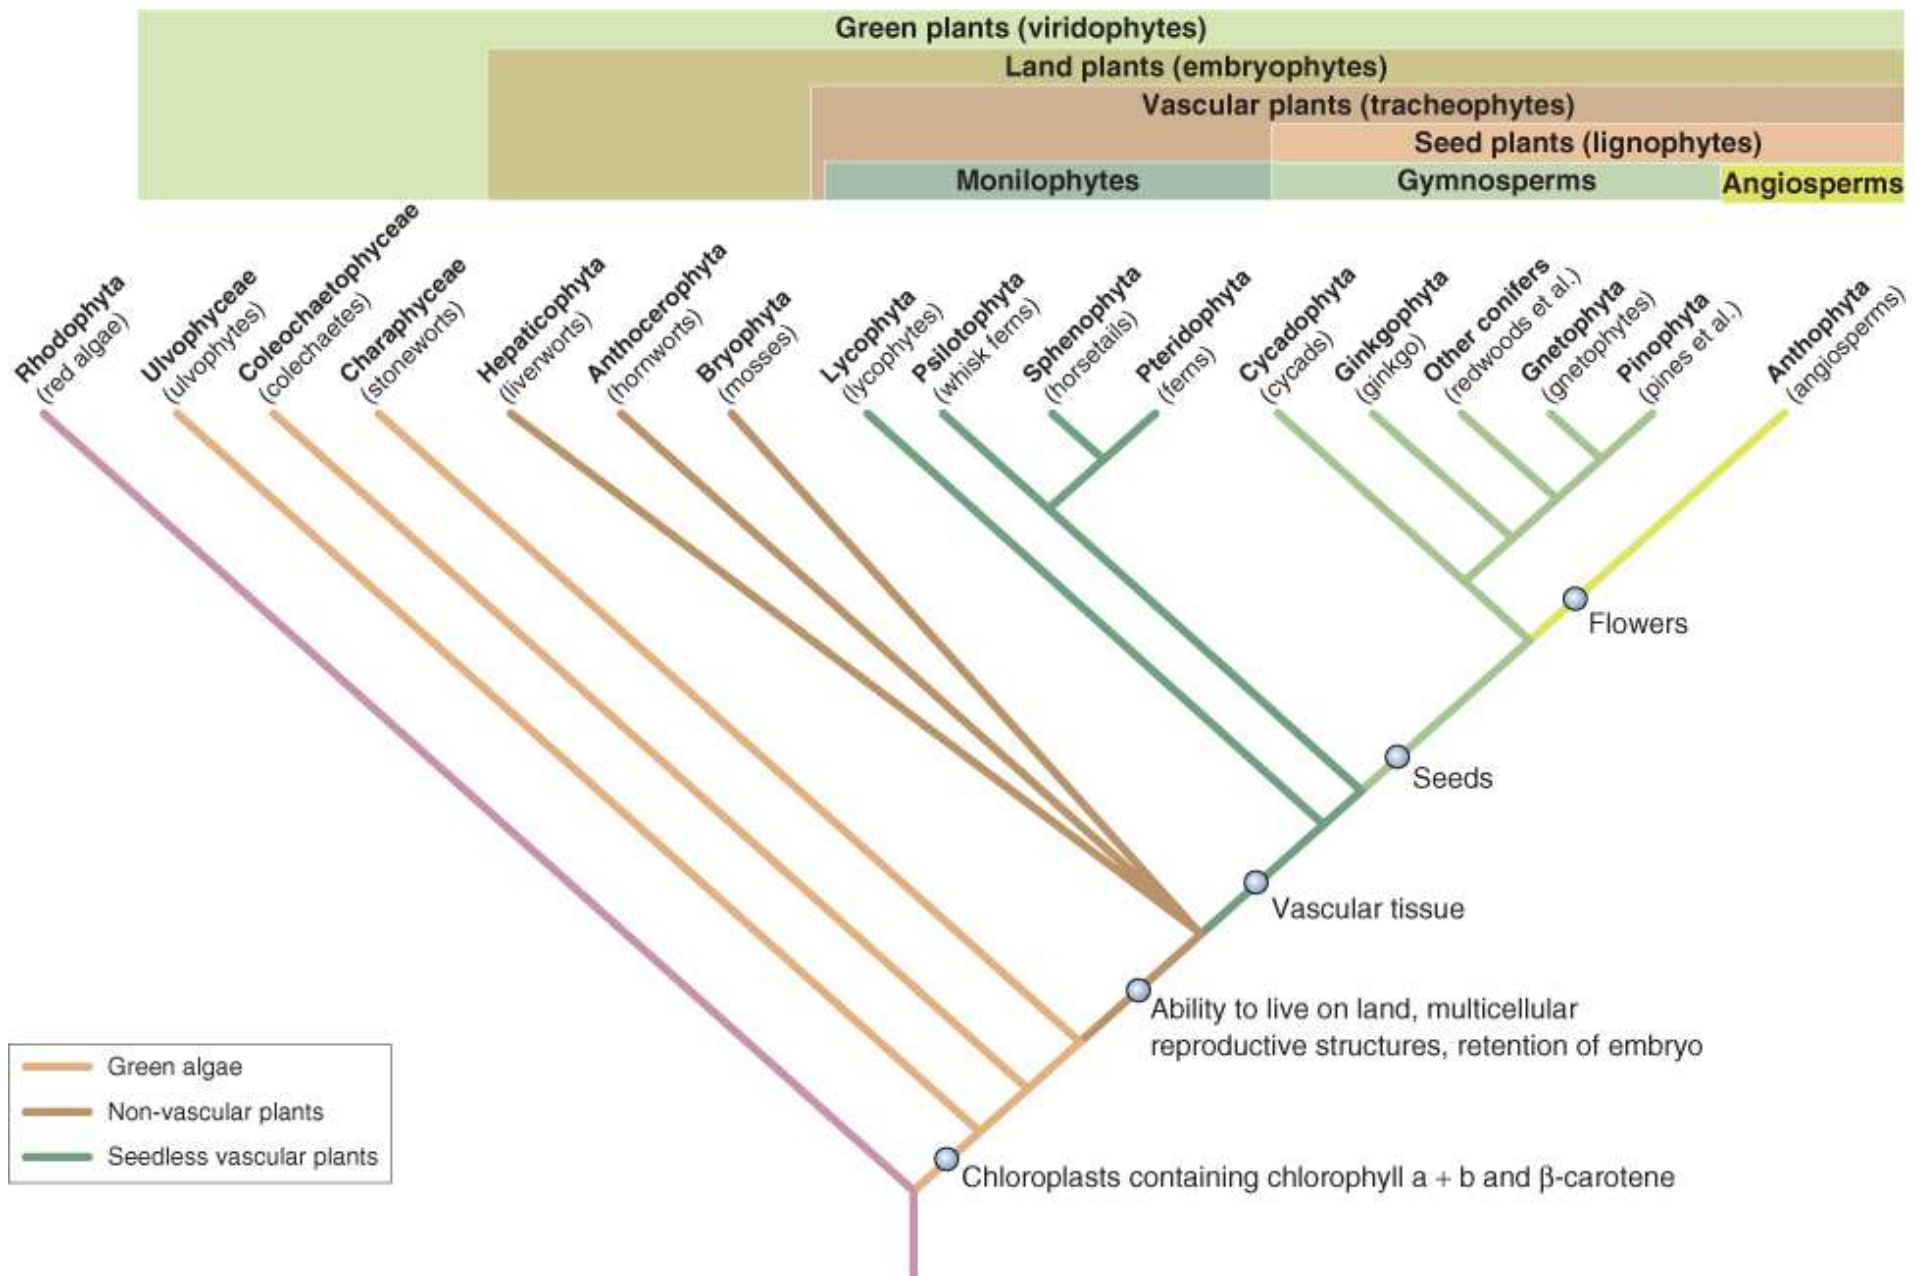 Green plants (viridophytes)
Land plants (embryophytes)
Vascular plants (tracheophytes)
Seed plants (lignophytes)
Monilophytes
Gymnosperms
Angiosperms
Rhodophyta
(red algae)
Ulvophyceae
(ulvophytes)
Coleochaetophyceae
(colechaetes)
Charaphyceae
(stoneworts)
Hepaticophyta
(liverworts)
Anthocerophyta
(hornworts)
Bryophyta
(mosses)
Lycophyta
(lycophytes)
Psilotophyta
(whisk ferns)
Sphenophyta
(horsetails)
Pteridophyta
(ferns)
Cycadophyta
(cycads)
Ginkgophyta
(ginkgo)
Other conifers
(redwoods et al.)
Gnetophyta
(gnetophytes)
Pinophyta
(pines et al.)
Anthophyta
(angiosperms)
Flowers
Seeds
Vascular tissue
Ability to live on land, multicellular
reproductive structures, retention of embryo
Chloroplasts containing chlorophyll a + b and β-carotene
Green algae
Non-vascular plants
Seedless vascular plants